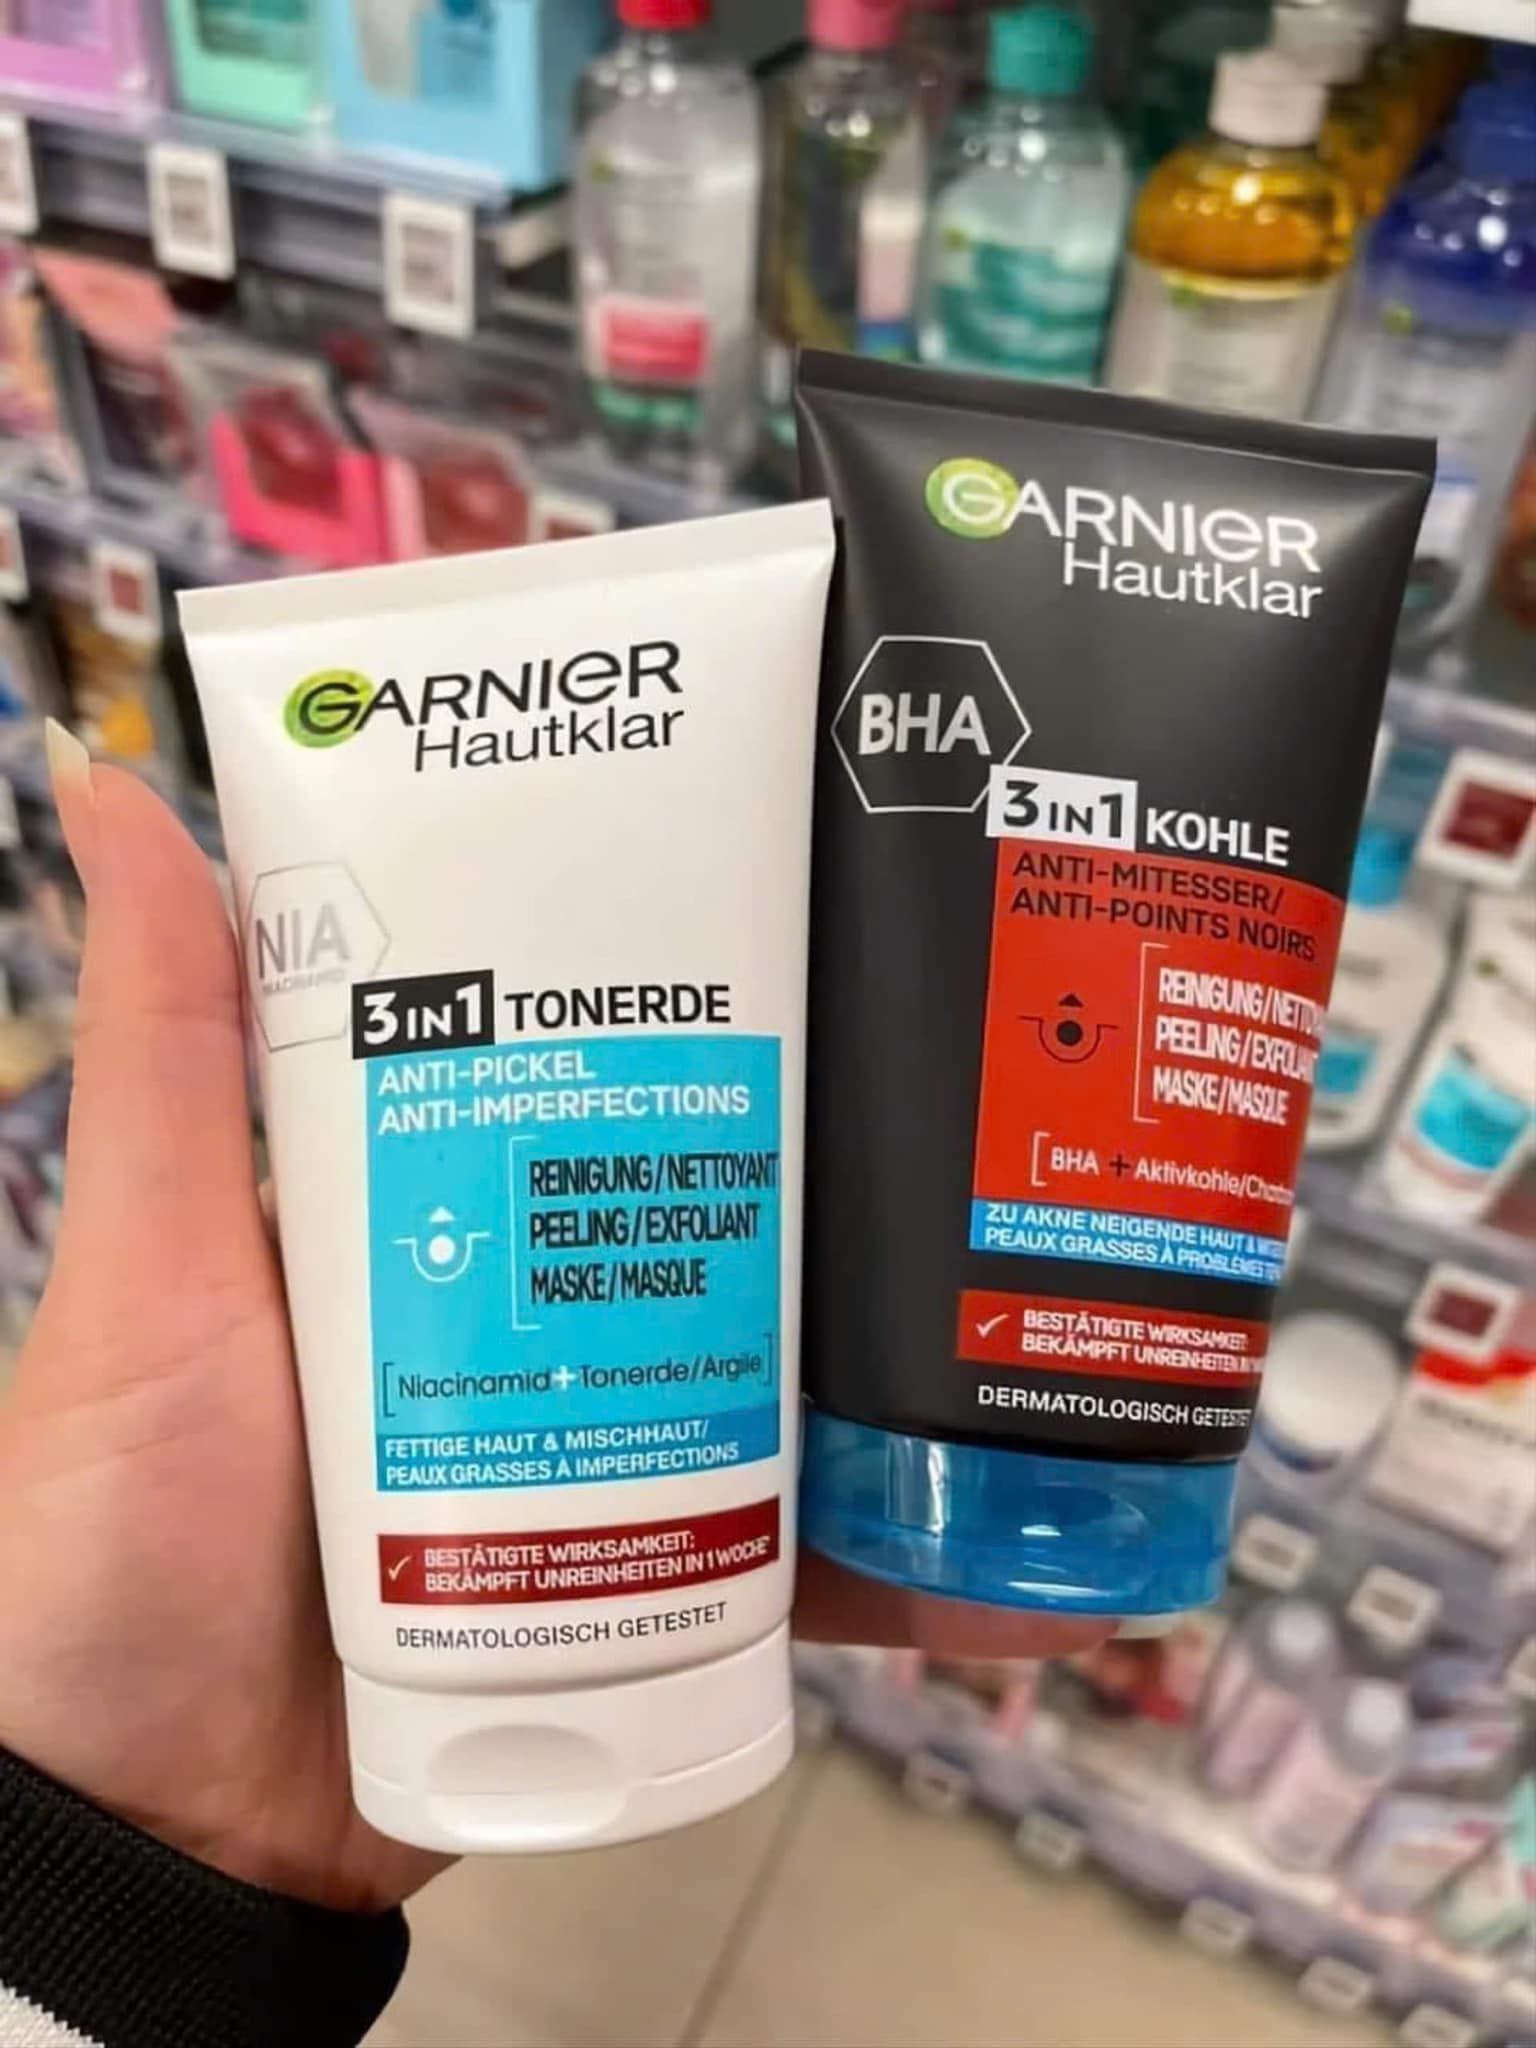 GARNIER
Hautklar
NIA
3 IN 1 TONERDE
ANTI-PICKEL
ANTI-IMPERFECTIONS
REINIGUNG/NETTOYANT
PEELING/EXFOLIANT
MASKE/MASQUE
[Niacinamid+Tonerde/Argile]
FETTIGE HAUT & MISCHHAUT/
PEAUX GRASSES À IMPERFECTIONS
✓ BESTÄTIGTE WIRKSAMKEIT:
BEKÄMPFT UNREINHEITEN IN 1 WOCHE*
DERMATOLOGISCH GETESTET
GARNIER
Hautklar
BHA
3 IN 1 KOHLE
ANTI-MITESSER/
ANTI-POINTS NOIRS
REINIGUNG/
PEELING/
MASKE/MASQUE
[BHA + Aktivkohle/
ZU AKNE NEIGENDE HAUT &
PEAUX GRASSES À PROBLÈMES
✓ BESTÄTIGTE WIRKSAMKEIT:
BEKÄMPFT UNREINHEITEN IN
DERMATOLOGISCH GETESTET